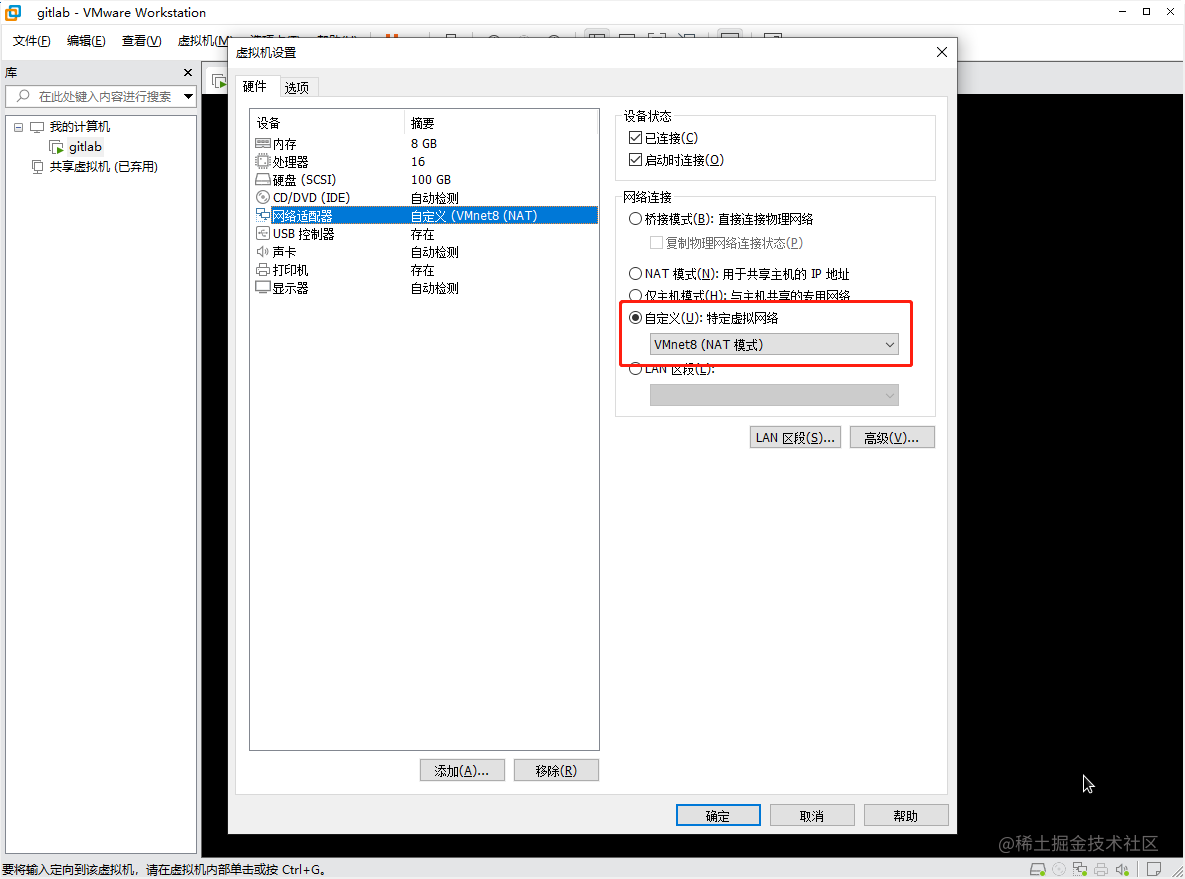 gitlab - VMware Workstation
文件(F) 编辑(E) 查看(V) 虚拟机(M
虚拟机设置
库
硬件 选项
在此处键入内容进行搜索
我的计算机
gitlab
共享虚拟机 (已弃用)
设备 摘要
内存 8 GB
处理器 16
硬盘 (SCSI) 100 GB
CD/DVD (IDE) 自动检测
网络适配器 自定义 (VMnet8 (NAT)
USB 控制器 存在
声卡 自动检测
打印机 存在
显示器 自动检测
添加(A)... 移除(R)
设备状态
已连接(C)
启动时连接(O)
网络连接
桥接模式(B): 直接连接物理网络
复制物理网络连接状态(P)
NAT 模式(N): 用于共享主机的 IP 地址
仅主机模式(H): 与主机共享的专用网络
自定义(U): 特定虚拟网络
VMnet8 (NAT 模式)
LAN 区段(L):
LAN 区段(S)... 高级(V)...
确定 取消 帮助
@稀土掘金技术社区
要将输入定向到该虚拟机，请在虚拟机内部单击或按 Ctrl+G。